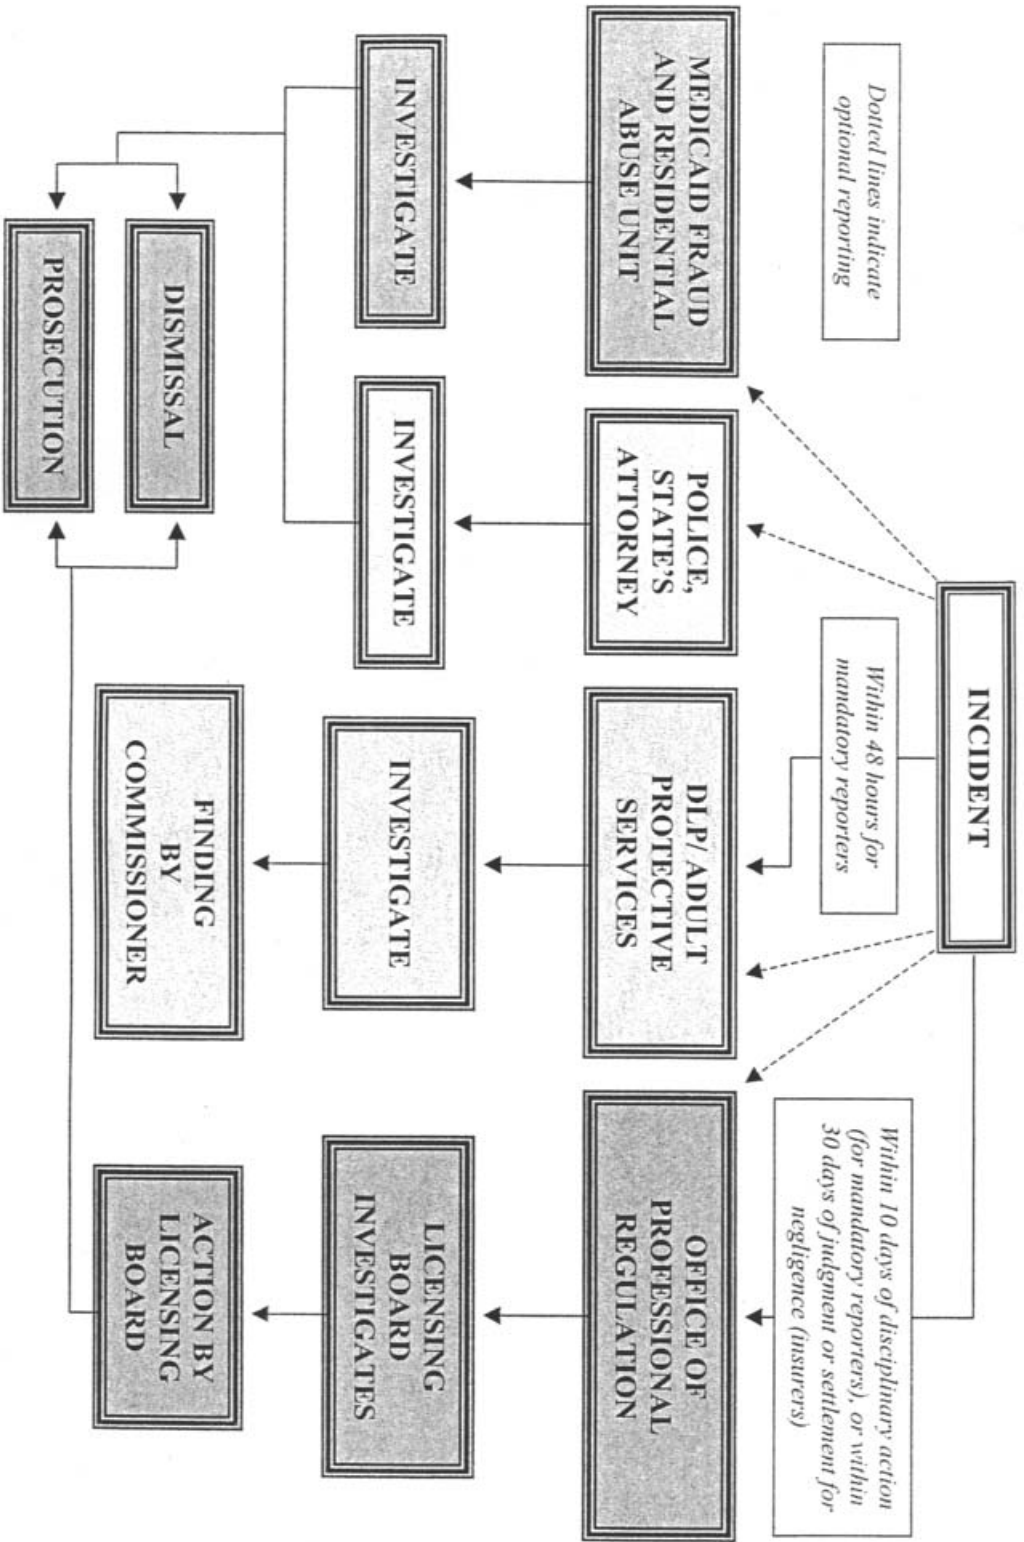 INCIDENT
Dotted lines indicate
optional reporting
Within 48 hours for
mandatory reporters
Within 10 days of disciplinary action
(for mandatory reporters), or within
30 days of judgment or settlement for
negligence (insurers)
MEDICAID FRAUD
AND RESIDENTIAL
ABUSE UNIT
POLICE,
STATE'S
ATTORNEY
DLP/ ADULT
PROTECTIVE
SERVICES
OFFICE OF
PROFESSIONAL
REGULATION
INVESTIGATE
INVESTIGATE
INVESTIGATE
LICENSING
BOARD
INVESTIGATES
DISMISSAL
PROSECUTION
FINDING
BY
COMMISSIONER
ACTION BY
LICENSING
BOARD